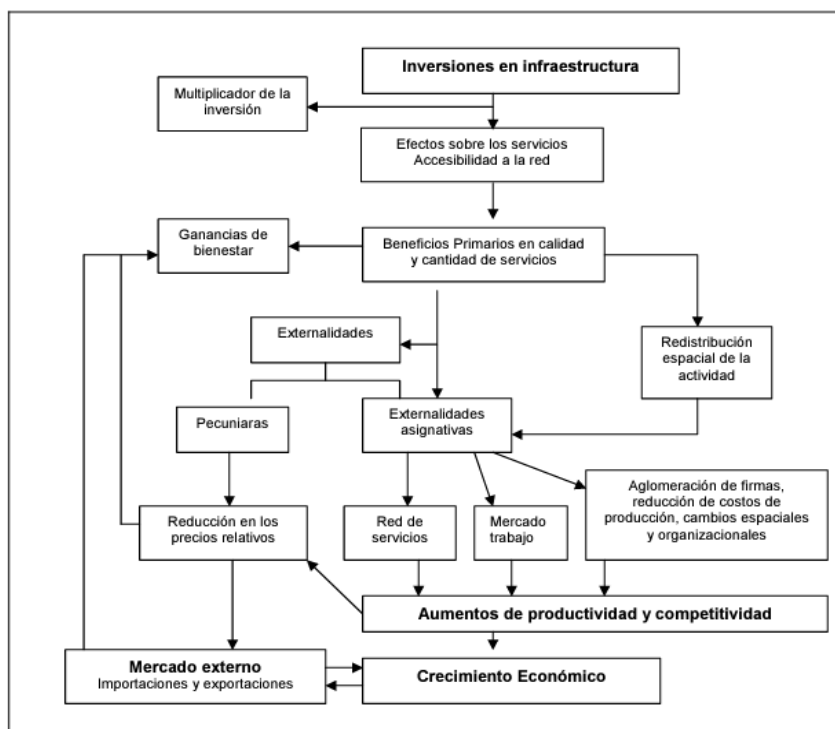 Inversiones en infraestructura
Multiplicador de la
inversión
Efectos sobre los servicios
Accesibilidad a la red
Ganancias de
bienestar
Beneficios Primarios en calidad
y cantidad de servicios
Externalidades
Redistribución
espacial de la
actividad
Pecuniaras
Externalidades
asignativas
Reducción en los
precios relativos
Red de
servicios
Mercado
trabajo
Aglomeración de firmas,
reducción de costos de
producción, cambios espaciales
y organizacionales
Aumentos de productividad y competitividad
Mercado externo
Importaciones y exportaciones
Crecimiento Económico